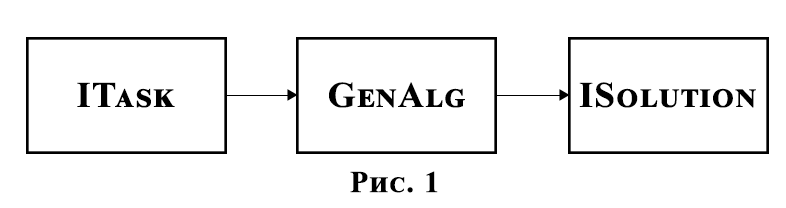 ITASK GENALG ISOLUTION
Рис. 1